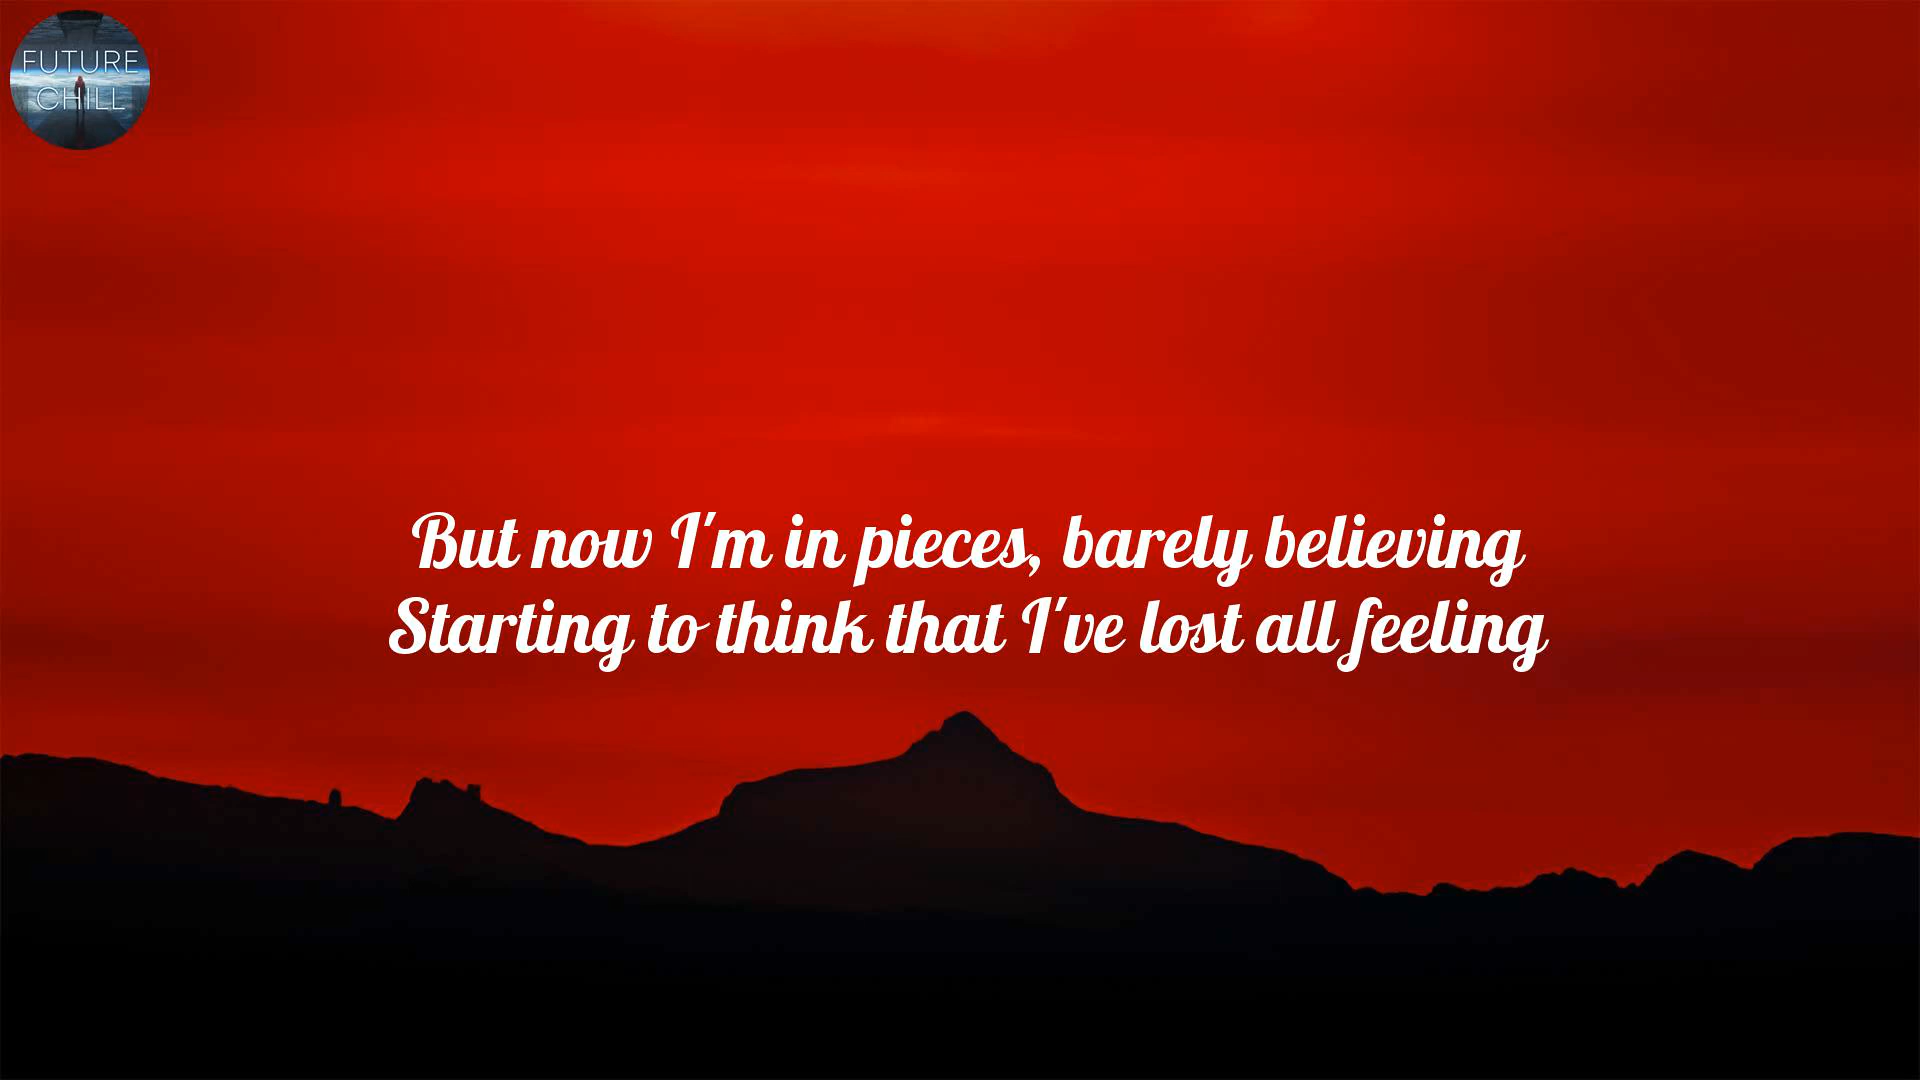 FUTURE
CHILL
But now I'm in pieces, barely believing
Starting to think that I've lost all feeling